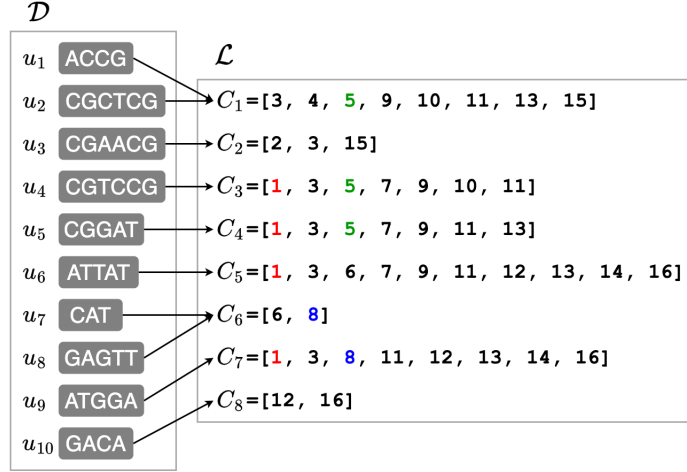 𝒟
u₁ ACCG
ℒ
u₂ CGCTCG C₁=[3, 4, 5, 9, 10, 11, 13, 15]
u₃ CGAACG C₂=[2, 3, 15]
u₄ CGTCCG C₃=[1, 3, 5, 7, 9, 10, 11]
u₅ CGGAT C₄=[1, 3, 5, 7, 9, 11, 13]
u₆ ATTAT C₅=[1, 3, 6, 7, 9, 11, 12, 13, 14, 16]
u₇ CAT C₆=[6, 8]
u₈ GAGTT C₇=[1, 3, 8, 11, 12, 13, 14, 16]
u₉ ATGGA C₈=[12, 16]
u₁₀ GACA